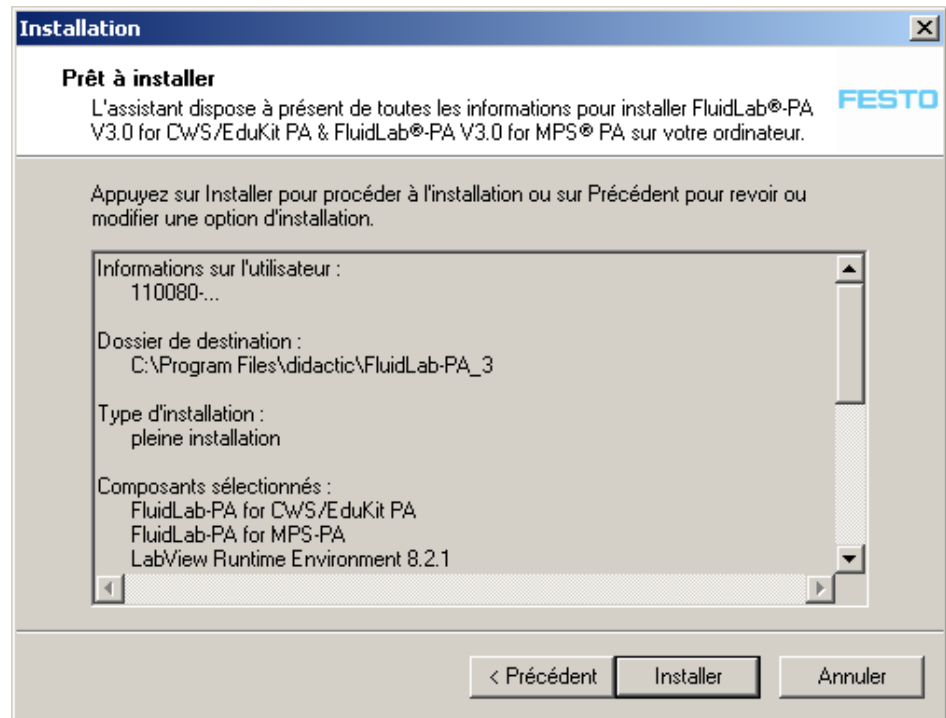 Installation
Prêt à installer
L'assistant dispose à présent de toutes les informations pour installer FluidLab®-PA
V3.0 for CWS/EduKit PA & FluidLab®-PA V3.0 for MPS® PA sur votre ordinateur.
FESTO
Appuyez sur Installer pour procéder à l'installation ou sur Précédent pour revoir ou
modifier une option d'installation.
Informations sur l'utilisateur :
110080-...
Dossier de destination :
C:\Program Files\didactic\FluidLab-PA_3
Type d'installation :
pleine installation
Composants sélectionnés :
FluidLab-PA for CWS/EduKit PA
FluidLab-PA for MPS-PA
LabView Runtime Environment 8.2.1
< Précédent
Installer
Annuler